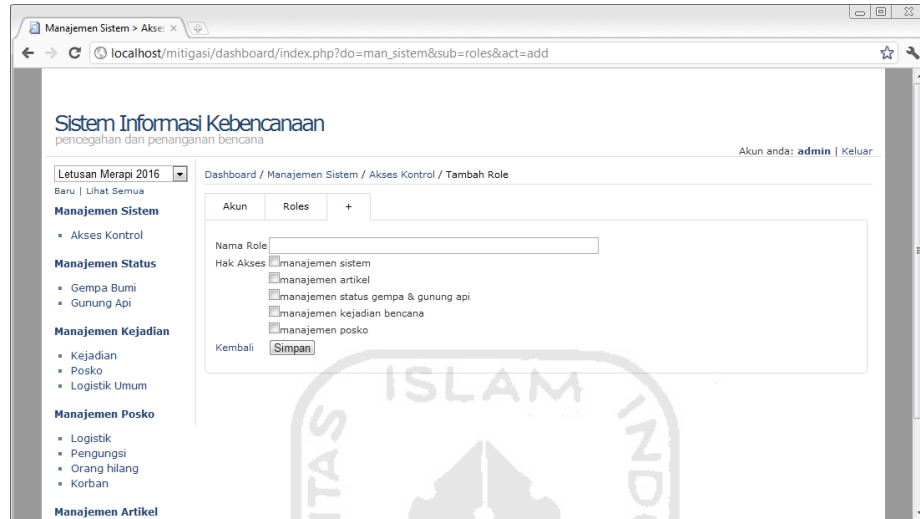 Manajemen Sistem > Akse
localhost/mitigasi/dashboard/index.php?do=man_sistem&sub=roles&act=add
Sistem Informasi Kebencanaan
pencegahan dan penanganan bencana
Akun anda: admin | Keluar
Letusan Merapi 2016
Baru | Lihat Semua
Manajemen Sistem
Akses Kontrol
Manajemen Status
Gempa Bumi
Gunung Api
Manajemen Kejadian
Kejadian
Posko
Logistik Umum
Manajemen Posko
Logistik
Pengungsi
Orang hilang
Korban
Manajemen Artikel
Dashboard / Manajemen Sistem / Akses Kontrol / Tambah Role
Akun Roles +
Nama Role
Hak Akses manajemen sistem
manajemen artikel
manajemen status gempa & gunung api
manajemen kejadian bencana
manajemen posko
Kembali Simpan
ISLAM
ITAS
INDO